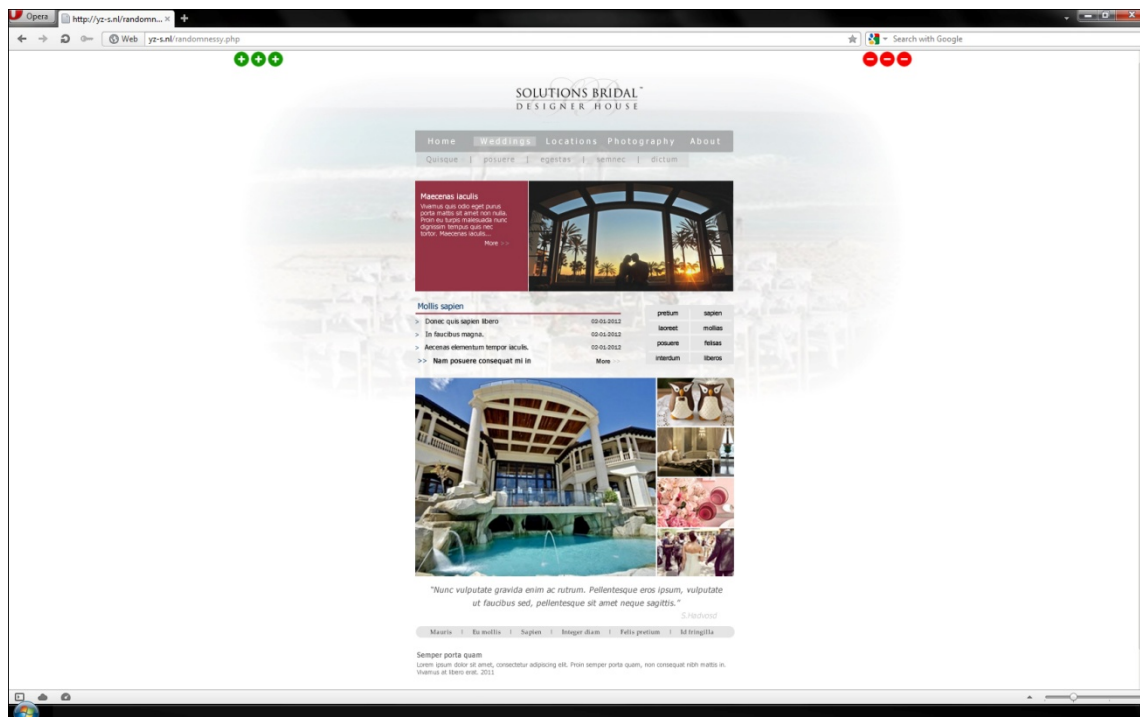 Opera
http://yz-s.nl/randomn...
Web yz-s.nl/randomnessy.php
Search with Google
SOLUTIONS BRIDAL™
DESIGNER HOUSE
Home Weddings Locations Photography About
Quisque | posuere | egestas | semnec | dictum
Maecenas iaculis
Vivamus quis odio eget purus
porta mattis sit amet non nulla.
Proin eu turpis malesuada nunc
dignissim tempus quis nec
tortor. Maecenas iaculis...
More >>
Mollis sapien
> Donec quis sapien libero 02-01-2012
> In faucibus magna. 02-01-2012
> Aecenas elementum tempor iaculis. 02-01-2012
>> Nam posuere consequat mi in More >>
pretium sapien
laoreet mollias
posuere felisas
interdum liberos
"Nunc vulputate gravida enim ac rutrum. Pellentesque eros ipsum, vulputate
ut faucibus sed, pellentesque sit amet neque sagittis."
Mauris | Eu mollis | Sapien | Integer diam | Felis pretium | Id fringilla
Semper porta quam
Lorem ipsum dolor sit amet, consectetur adipiscing elit. Proin semper porta quam, non consequat nibh mattis in.
Vivamus at libero erat. 2011